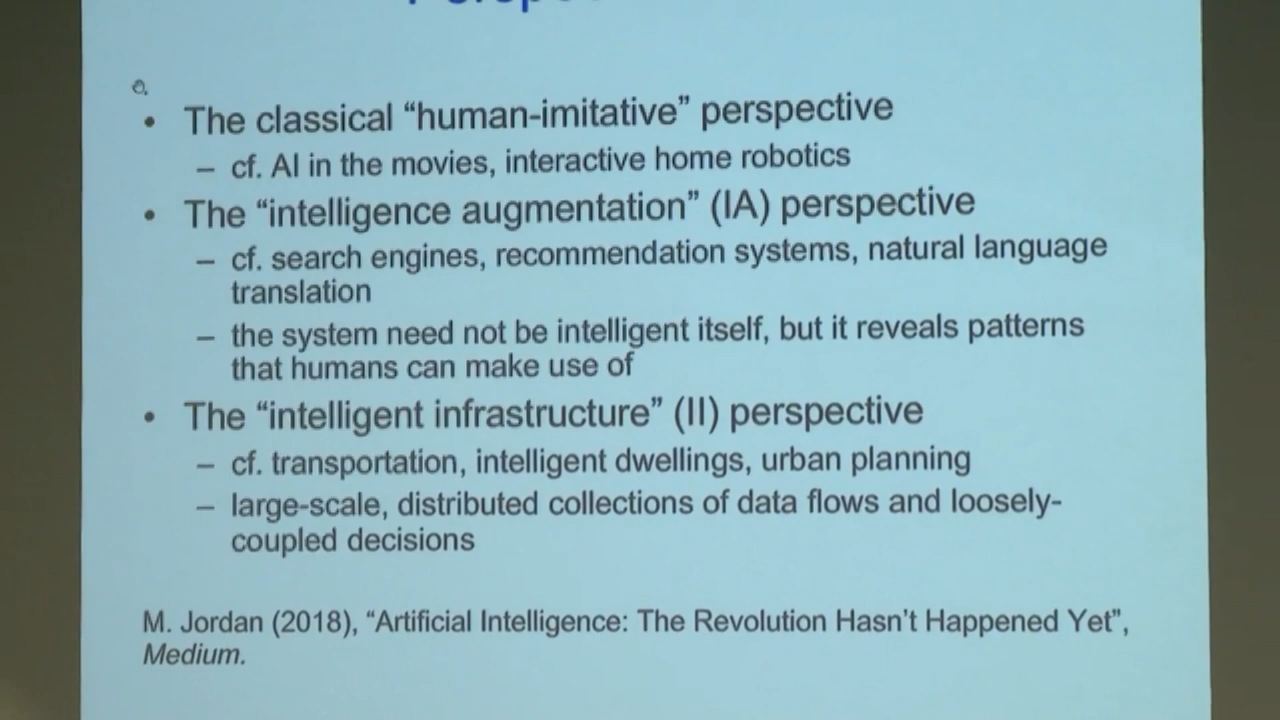 • The classical “human-imitative” perspective
– cf. AI in the movies, interactive home robotics
• The “intelligence augmentation” (IA) perspective
– cf. search engines, recommendation systems, natural language
translation
– the system need not be intelligent itself, but it reveals patterns
that humans can make use of
• The “intelligent infrastructure” (II) perspective
– cf. transportation, intelligent dwellings, urban planning
– large-scale, distributed collections of data flows and loosely-
coupled decisions
M. Jordan (2018), “Artificial Intelligence: The Revolution Hasn’t Happened Yet”,
Medium.